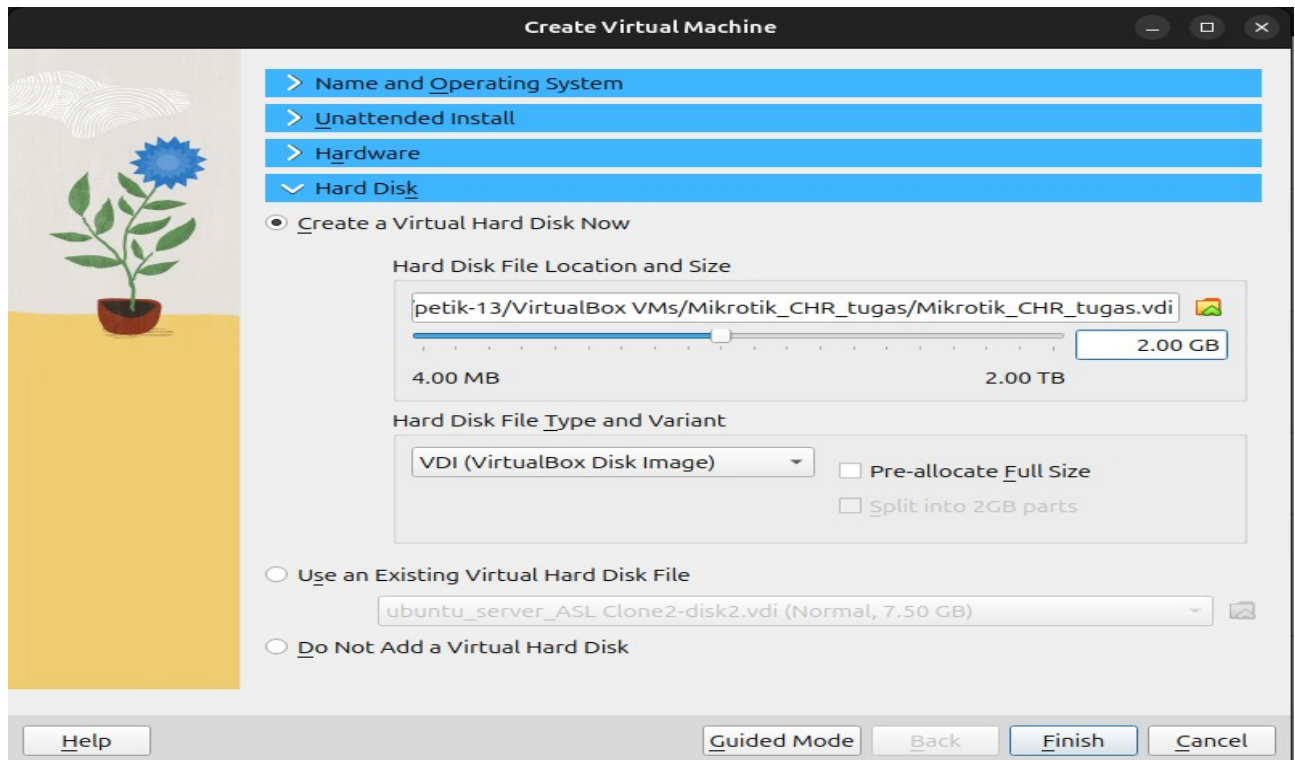 Create Virtual Machine
Name and Operating System
Unattended Install
Hardware
Hard Disk
Create a Virtual Hard Disk Now
Hard Disk File Location and Size
petik-13/VirtualBox VMs/Mikrotik_CHR_tugas/Mikrotik_CHR_tugas.vdi
2.00 GB
4.00 MB 2.00 TB
Hard Disk File Type and Variant
VDI (VirtualBox Disk Image)
Pre-allocate Full Size
Split into 2GB parts
Use an Existing Virtual Hard Disk File
ubuntu_server_ASL Clone2-disk2.vdi (Normal, 7.50 GB)
Do Not Add a Virtual Hard Disk
Help Guided Mode Back Finish Cancel